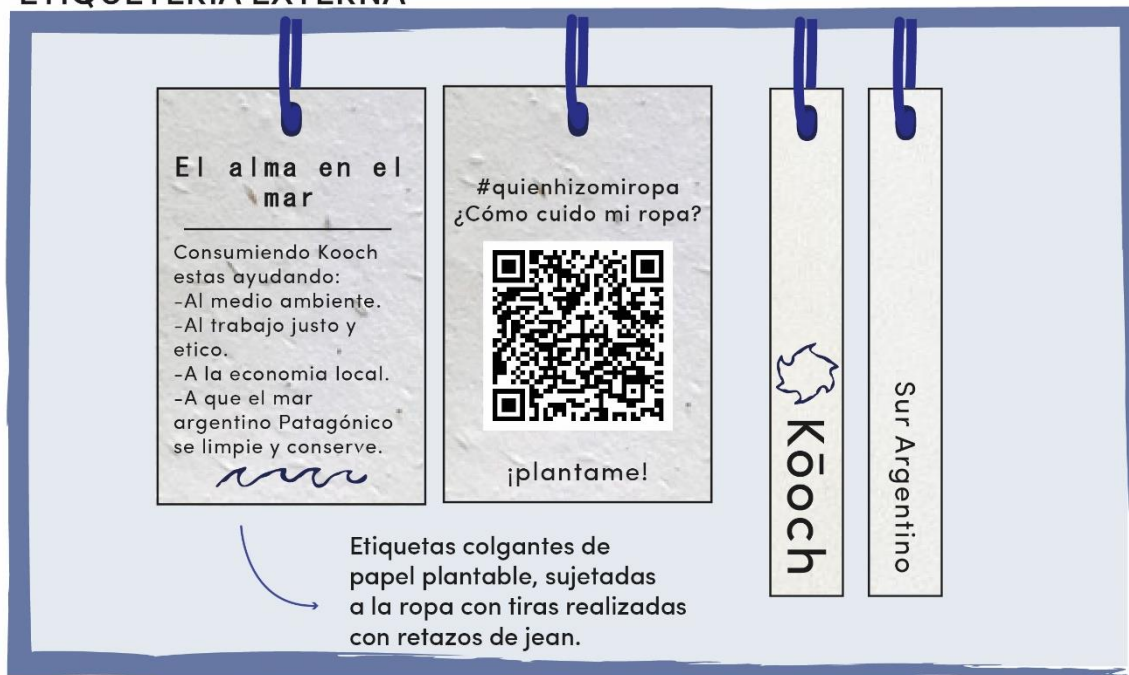 ETIQUETERIA EXTERNA
El alma en el
mar
Consumiendo Kooch
estas ayudando:
-Al medio ambiente.
-Al trabajo justo y
etico.
-A la economia local.
-A que el mar
argentino Patagónico
se limpie y conserve.
#quienhizomiropa
¿Cómo cuido mi ropa?
¡plantame!
Kōoch
Sur Argentino
Etiquetas colgantes de
papel plantable, sujetadas
a la ropa con tiras realizadas
con retazos de jean.